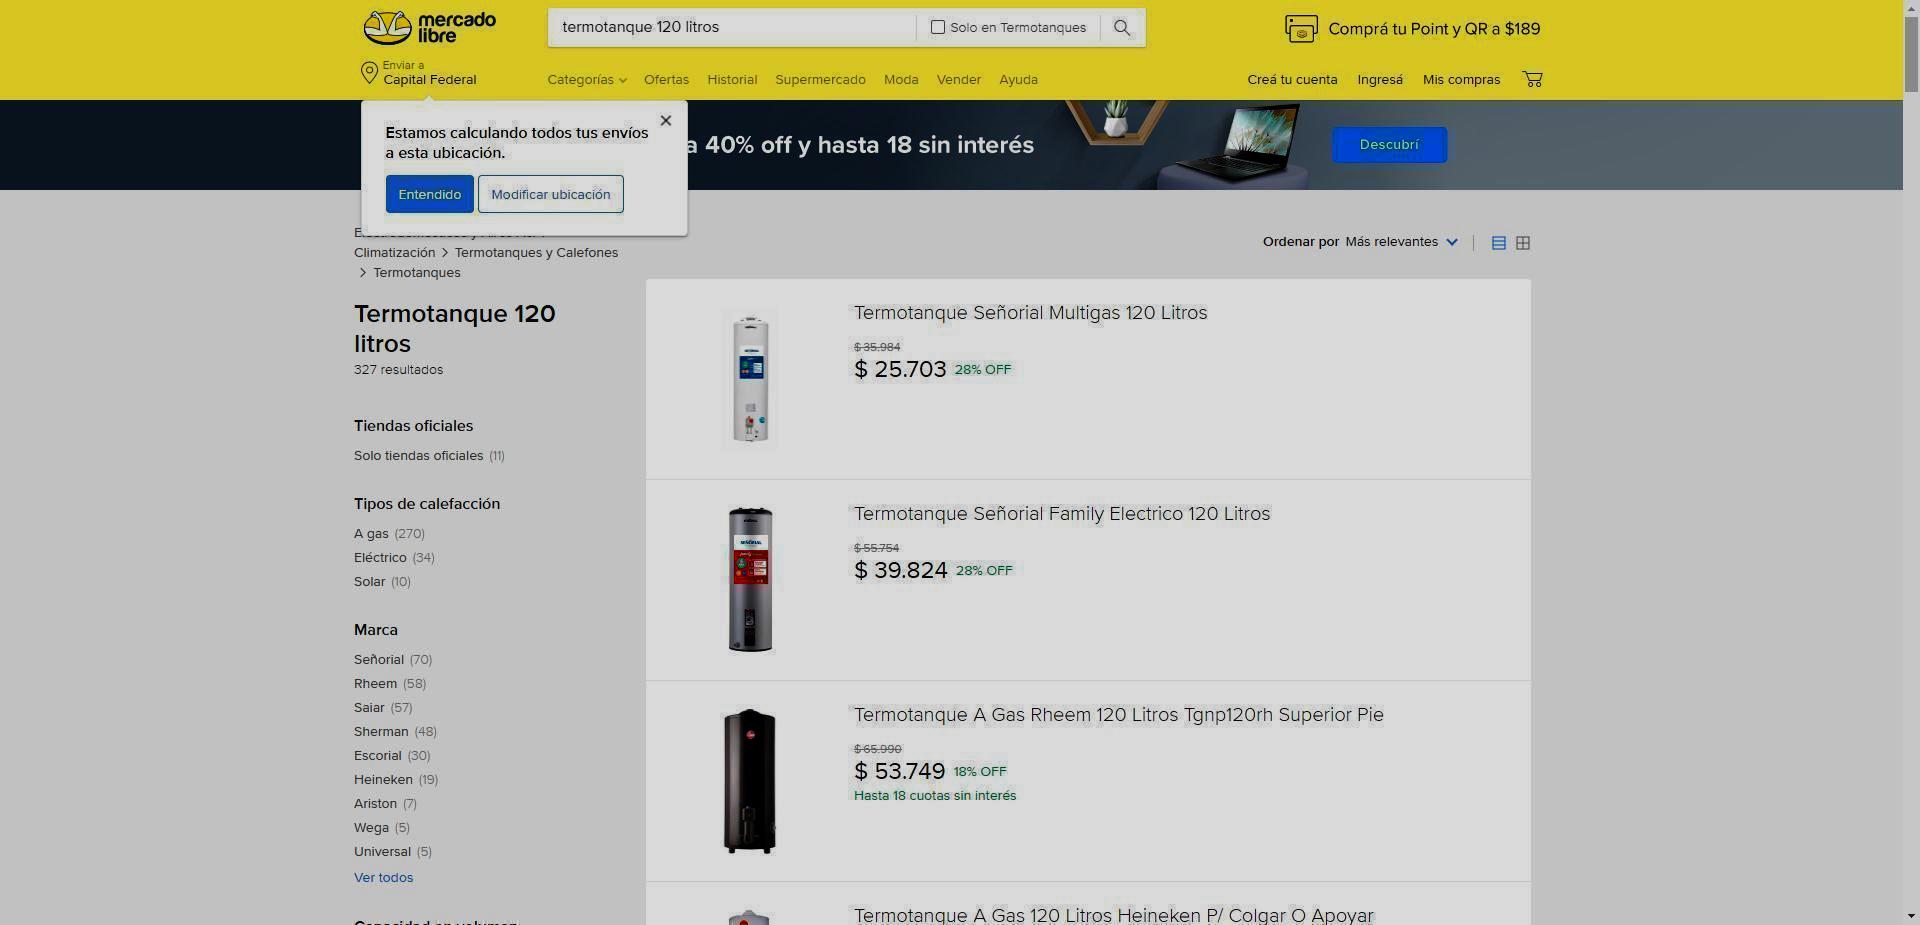 mercado
libre
termotanque 120 litros
Solo en Termotanques
Comprá tu Point y QR a $189
Enviar a
Capital Federal
Categorías
Ofertas
Historial
Supermercado
Moda
Vender
Ayuda
Creá tu cuenta
Ingresá
Mis compras
Estamos calculando todos tus envíos
a esta ubicación.
Entendido
Modificar ubicación
a 40% off y hasta 18 sin interés
Descubrí
Climatización > Termotanques y Calefones
> Termotanques
Ordenar por Más relevantes
Termotanque 120
litros
327 resultados
Tiendas oficiales
Solo tiendas oficiales (11)
Tipos de calefacción
A gas (270)
Eléctrico (34)
Solar (10)
Marca
Señorial (70)
Rheem (58)
Saiar (57)
Sherman (48)
Escorial (30)
Heineken (19)
Ariston (7)
Wega (5)
Universal (5)
Ver todos
Capacidad en volumen
Termotanque Señorial Multigas 120 Litros
$ 35.984
$ 25.703 28% OFF
Termotanque Señorial Family Electrico 120 Litros
$ 55.754
$ 39.824 28% OFF
Termotanque A Gas Rheem 120 Litros Tgnp120rh Superior Pie
$ 65.990
$ 53.749 18% OFF
Hasta 18 cuotas sin interés
Termotanque A Gas 120 Litros Heineken P/ Colgar O Apoyar